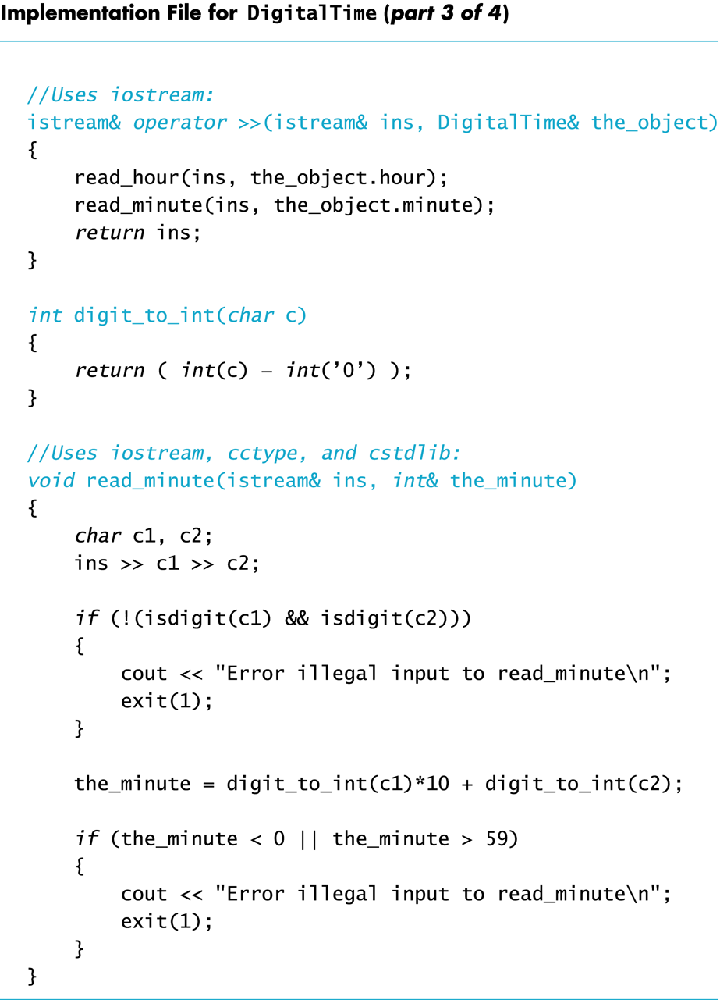 Implementation File for DigitalTime (part 3 of 4)
//Uses iostream:
istream& operator >>(istream& ins, DigitalTime& the_object)
{
    read_hour(ins, the_object.hour);
    read_minute(ins, the_object.minute);
    return ins;
}
int digit_to_int(char c)
{
    return ( int(c) – int(’0’) );
}
//Uses iostream, cctype, and cstdlib:
void read_minute(istream& ins, int& the_minute)
{
    char c1, c2;
    ins >> c1 >> c2;
    if (!(isdigit(c1) && isdigit(c2)))
    {
        cout << "Error illegal input to read_minute\n";
        exit(1);
    }
    the_minute = digit_to_int(c1)*10 + digit_to_int(c2);
    if (the_minute < 0 || the_minute > 59)
    {
        cout << "Error illegal input to read_minute\n";
        exit(1);
    }
}